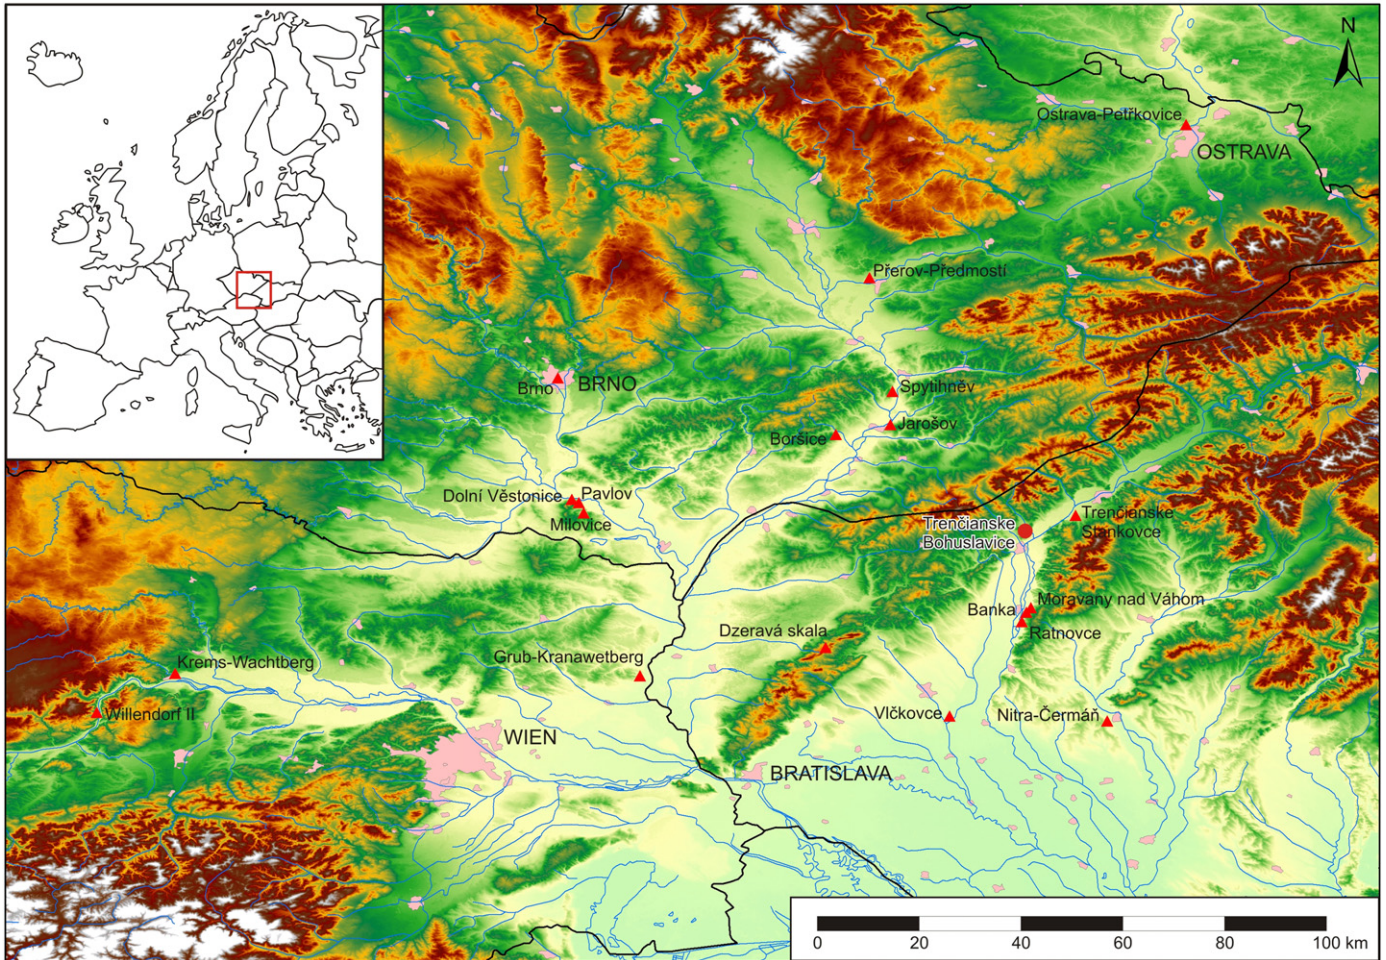 N
Ostrava-Petřkovice
OSTRAVA
Přerov-Předmostí
Brno
BRNO
Spytihněv
Jarošov
Boršice
Dolní Věstonice
Pavlov
Milovice
Trenčianske
Stankovce
Trenčianske
Bohuslavice
Banka
Moravany nad Váhom
Ratnovce
Dzeravá skala
Krems-Wachtberg
Grub-Kranawetberg
Willendorf II
Vlčkovce
Nitra-Čermáň
WIEN
BRATISLAVA
0 20 40 60 80 100 km